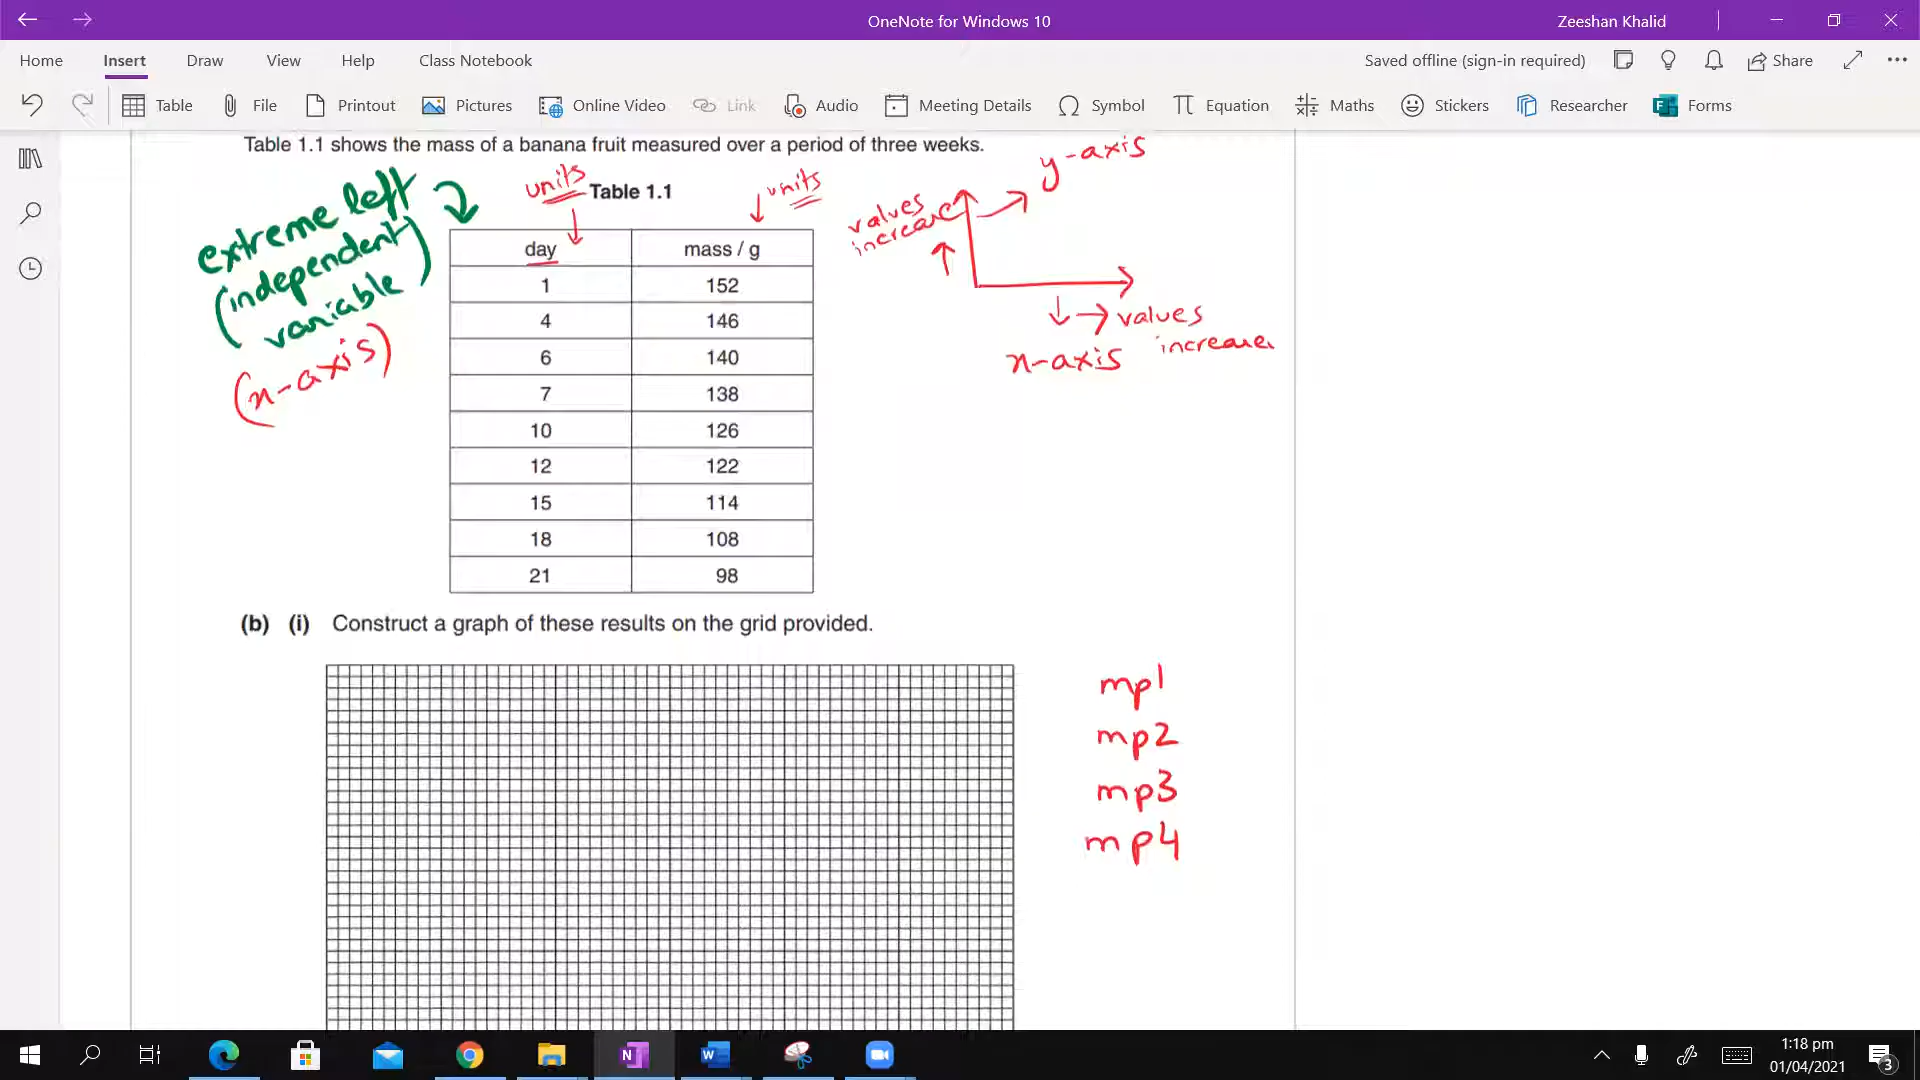 OneNote for Windows 10
Zeeshan Khalid
Home Insert Draw View Help Class Notebook
Saved offline (sign-in required)
Share
Table File Printout Pictures Online Video Link Audio Meeting Details Symbol Equation Maths Stickers Researcher Forms
Table 1.1 shows the mass of a banana fruit measured over a period of three weeks.
y-axis
units
Table 1.1
units
extreme left
(independent
variable)
(x-axis)
values
increase
values
increase
x-axis
day mass / g
1 152
4 146
6 140
7 138
10 126
12 122
15 114
18 108
21 98
(b) (i) Construct a graph of these results on the grid provided.
mp1
mp2
mp3
mp4
1:18 pm
01/04/2021
3